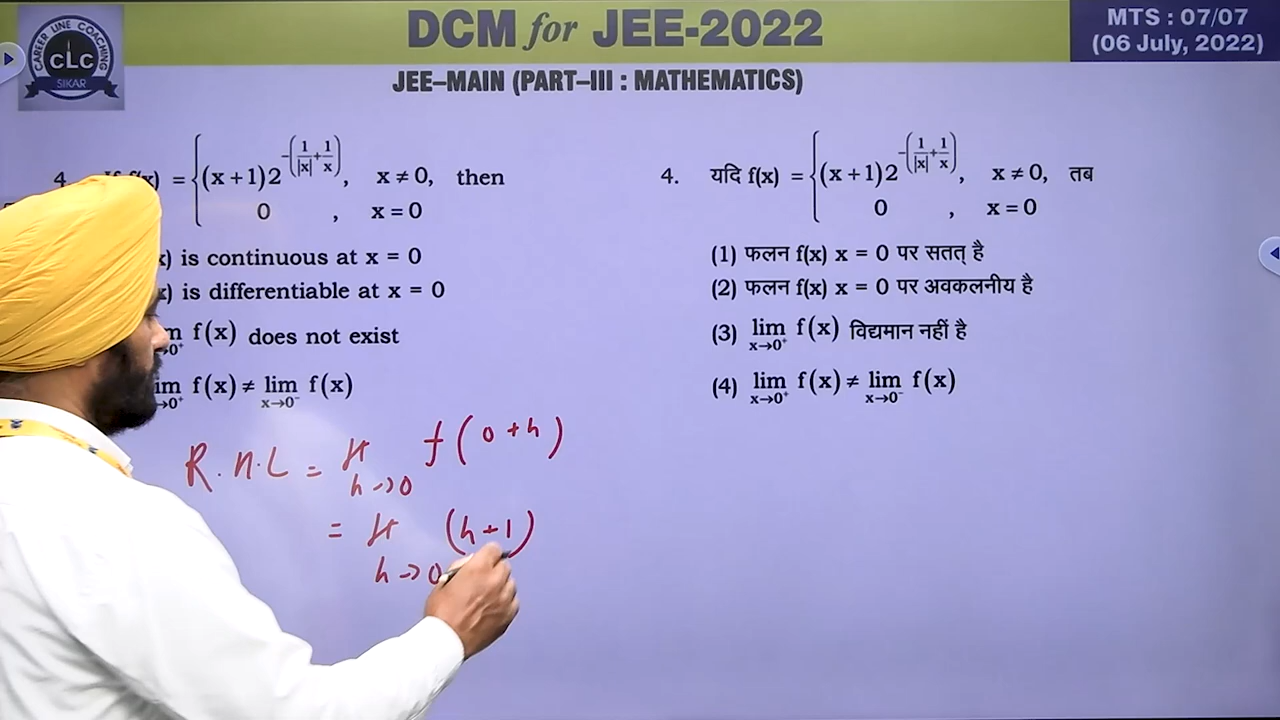 CAREER LINE COACHING
CLC
SIKAR
DCM for JEE-2022
MTS : 07/07
(06 July, 2022)
JEE–MAIN (PART–III : MATHEMATICS)
4. If f(x) = { (x+1)2^{-(1/|x| + 1/x)}, x ≠ 0, then
0 , x = 0
x) is continuous at x = 0
x) is differentiable at x = 0
m x→0⁺ f(x) does not exist
im x→0⁺ f(x) ≠ lim x→0⁻ f(x)
R.H.L = lt h→0 f(0+h)
= lt h→0 (h+1)
4. यदि f(x) = { (x+1)2^{-(1/|x| + 1/x)}, x ≠ 0, तब
0 , x = 0
(1) फलन f(x) x = 0 पर सतत् है
(2) फलन f(x) x = 0 पर अवकलनीय है
(3) lim x→0⁺ f(x) विद्यमान नहीं है
(4) lim x→0⁺ f(x) ≠ lim x→0⁻ f(x)